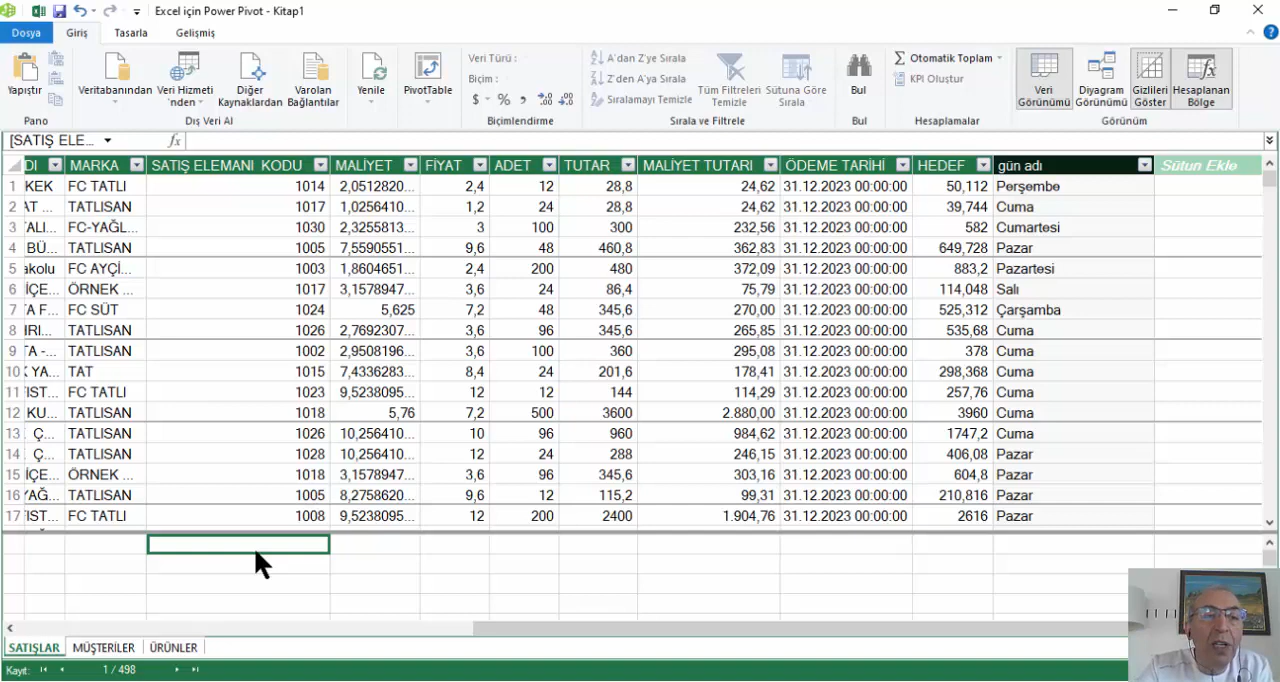 Excel için Power Pivot - Kitap1
Dosya Giriş Tasarla Gelişmiş
Yapıştır
Pano
Veritabanından Veri Hizmeti 'nden Diğer Kaynaklardan Varolan Bağlantılar
Dış Veri Al
Yenile
PivotTable
Veri Türü :
Biçim :
$ % ,
Biçimlendirme
A'dan Z'ye Sırala
Z'den A'ya Sırala
Sıralamayı Temizle
Tüm Filtreleri Temizle
Sütuna Göre Sırala
Sırala ve Filtrele
Bul
Bul
Otomatik Toplam
KPI Oluştur
Hesaplamalar
Veri Görünümü
Diyagram Görünümü
Gizlileri Göster
Hesaplanan Bölge
Görünüm
[SATIŞ ELE... fx
DI MARKA SATIŞ ELEMANI KODU MALİYET FİYAT ADET TUTAR MALİYET TUTARI ÖDEME TARİHİ HEDEF gün adı Sütun Ekle
1 KEK FC TATLI 1014 2,0512820... 2,4 12 28,8 24,62 31.12.2023 00:00:00 50,112 Perşembe
2 AT ... TATLISAN 1017 1,0256410... 1,2 24 28,8 24,62 31.12.2023 00:00:00 39,744 Cuma
3 ALI... FC-YAĞL... 1030 2,3255813... 3 100 300 232,56 31.12.2023 00:00:00 582 Cumartesi
4 BÜ... TATLISAN 1005 7,5590551... 9,6 48 460,8 362,83 31.12.2023 00:00:00 649,728 Pazar
5 akolu FC AYÇİ... 1003 1,8604651... 2,4 200 480 372,09 31.12.2023 00:00:00 883,2 Pazartesi
6 İÇE... ÖRNEK ... 1017 3,1578947... 3,6 24 86,4 75,79 31.12.2023 00:00:00 114,048 Salı
7 TA F... FC SÜT 1024 5,625 7,2 48 345,6 270,00 31.12.2023 00:00:00 525,312 Çarşamba
8 IRI... TATLISAN 1026 2,7692307... 3,6 96 345,6 265,85 31.12.2023 00:00:00 535,68 Cuma
9 TA -... TATLISAN 1002 2,9508196... 3,6 100 360 295,08 31.12.2023 00:00:00 378 Cuma
10 K YA... TAT 1015 7,4336283... 8,4 24 201,6 178,41 31.12.2023 00:00:00 298,368 Cuma
11 IST... FC TATLI 1023 9,5238095... 12 12 144 114,29 31.12.2023 00:00:00 257,76 Cuma
12 KU... TATLISAN 1018 5,76 7,2 500 3600 2.880,00 31.12.2023 00:00:00 3960 Cuma
13 Ç... TATLISAN 1026 10,256410... 10 96 960 984,62 31.12.2023 00:00:00 1747,2 Cuma
14 Ç... TATLISAN 1028 10,256410... 12 24 288 246,15 31.12.2023 00:00:00 406,08 Pazar
15 İÇE... ÖRNEK ... 1018 3,1578947... 3,6 96 345,6 303,16 31.12.2023 00:00:00 604,8 Pazar
16 YAĞ... TATLISAN 1005 8,2758620... 9,6 12 115,2 99,31 31.12.2023 00:00:00 210,816 Pazar
17 IST... FC TATLI 1008 9,5238095... 12 200 2400 1.904,76 31.12.2023 00:00:00 2616 Pazar
SATIŞLAR MÜŞTERİLER ÜRÜNLER
Kayıt: 1 / 498